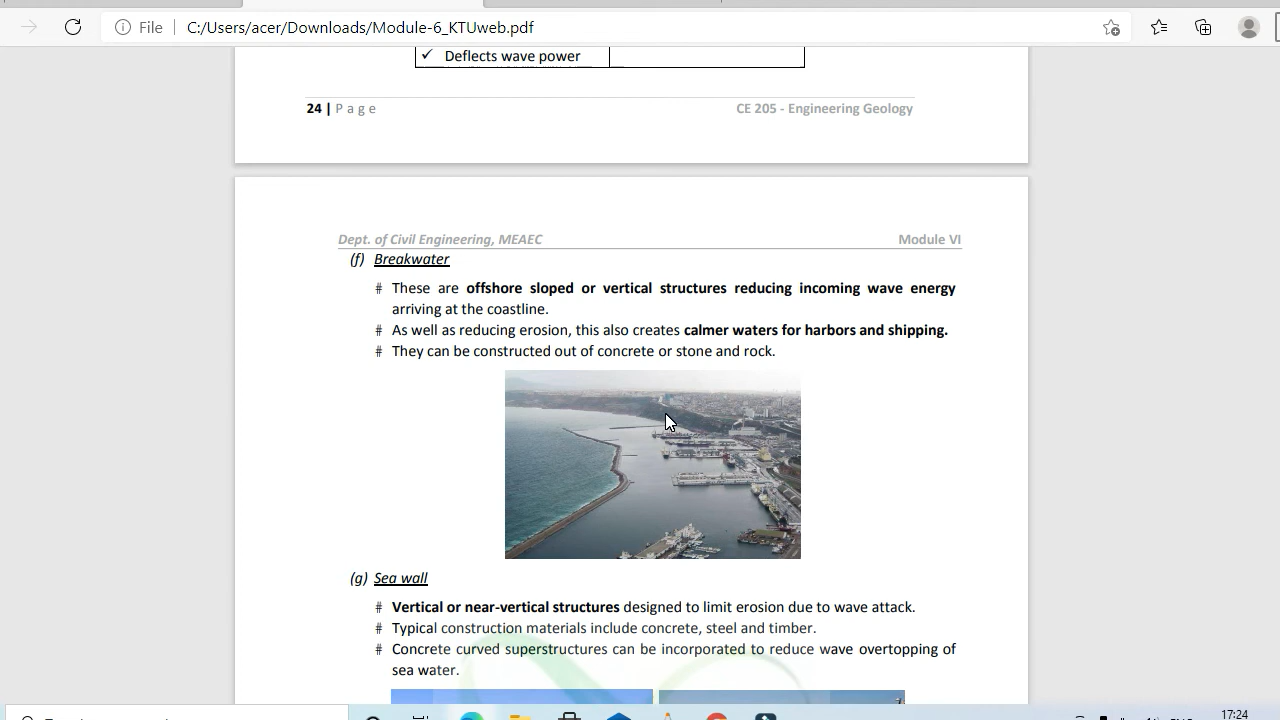 File C:/Users/acer/Downloads/Module-6_KTUweb.pdf
✓ Deflects wave power
24 | P a g e CE 205 - Engineering Geology
Dept. of Civil Engineering, MEAEC Module VI
(f) Breakwater
# These are offshore sloped or vertical structures reducing incoming wave energy
arriving at the coastline.
# As well as reducing erosion, this also creates calmer waters for harbors and shipping.
# They can be constructed out of concrete or stone and rock.
(g) Sea wall
# Vertical or near-vertical structures designed to limit erosion due to wave attack.
# Typical construction materials include concrete, steel and timber.
# Concrete curved superstructures can be incorporated to reduce wave overtopping of
sea water.
17:24